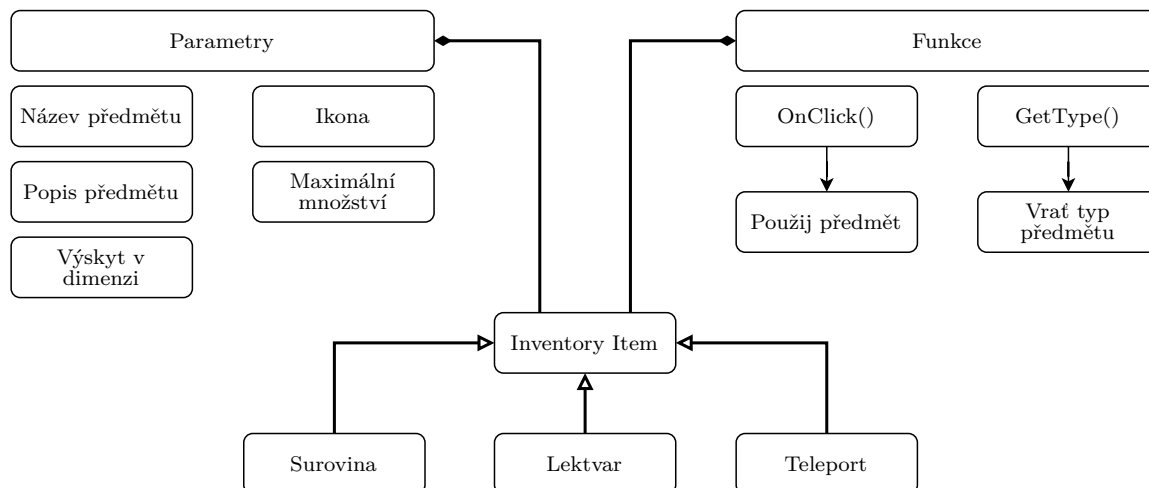 Parametry
Funkce
Název předmětu
Ikona
OnClick()
GetType()
Popis předmětu
Maximální
množství
Použij předmět
Vrať typ
předmětu
Výskyt v
dimenzi
Inventory Item
Surovina
Lektvar
Teleport